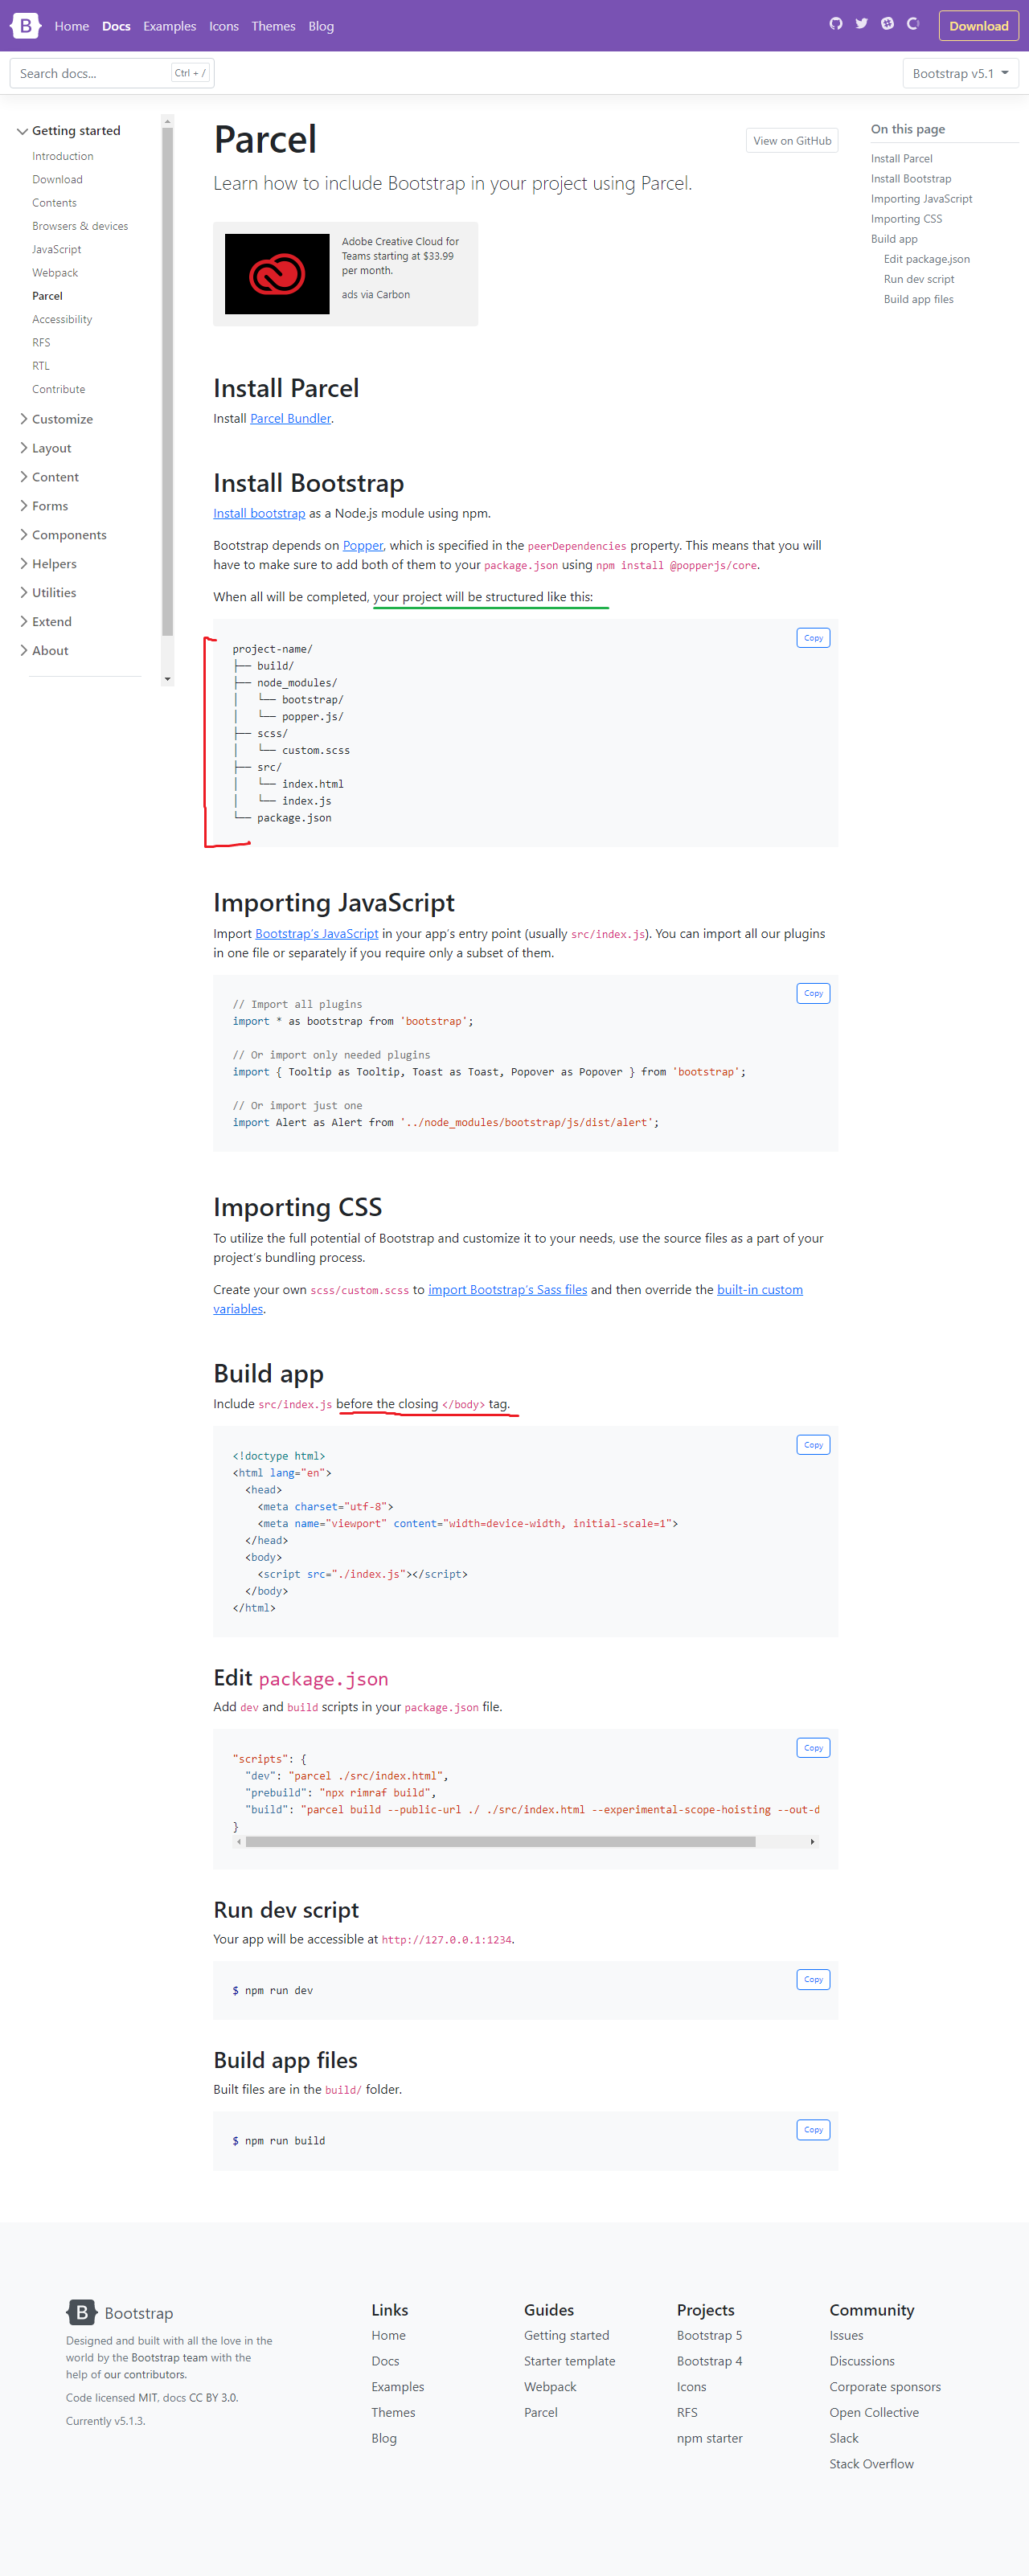 B Home Docs Examples Icons Themes Blog Download
Search docs... Ctrl + / Bootstrap v5.1
Getting started
Introduction
Download
Contents
Browsers & devices
JavaScript
Webpack
Parcel
Accessibility
RFS
RTL
Contribute
Customize
Layout
Content
Forms
Components
Helpers
Utilities
Extend
About
Parcel
View on GitHub
Learn how to include Bootstrap in your project using Parcel.
Adobe Creative Cloud for
Teams starting at $33.99
per month.
ads via Carbon
On this page
Install Parcel
Install Bootstrap
Importing JavaScript
Importing CSS
Build app
Edit package.json
Run dev script
Build app files
Install Parcel
Install Parcel Bundler.
Install Bootstrap
Install bootstrap as a Node.js module using npm.
Bootstrap depends on Popper, which is specified in the peerDependencies property. This means that you will
have to make sure to add both of them to your package.json using npm install @popperjs/core.
When all will be completed, your project will be structured like this:
Copy
project-name/
├── build/
├── node_modules/
│   └── bootstrap/
│   └── popper.js/
├── scss/
│   └── custom.scss
├── src/
│   └── index.html
│   └── index.js
└── package.json
Importing JavaScript
Import Bootstrap's JavaScript in your app's entry point (usually src/index.js). You can import all our plugins
in one file or separately if you require only a subset of them.
Copy
// Import all plugins
import * as bootstrap from 'bootstrap';
// Or import only needed plugins
import { Tooltip as Tooltip, Toast as Toast, Popover as Popover } from 'bootstrap';
// Or import just one
import Alert as Alert from '../node_modules/bootstrap/js/dist/alert';
Importing CSS
To utilize the full potential of Bootstrap and customize it to your needs, use the source files as a part of your
project's bundling process.
Create your own scss/custom.scss to import Bootstrap's Sass files and then override the built-in custom
variables.
Build app
Include src/index.js before the closing </body> tag.
Copy
<!doctype html>
<html lang="en">
  <head>
    <meta charset="utf-8">
    <meta name="viewport" content="width=device-width, initial-scale=1">
  </head>
  <body>
    <script src="./index.js"></script>
  </body>
</html>
Edit package.json
Add dev and build scripts in your package.json file.
Copy
"scripts": {
  "dev": "parcel ./src/index.html",
  "prebuild": "npx rimraf build",
  "build": "parcel build --public-url ./ ./src/index.html --experimental-scope-hoisting --out-d
}
Run dev script
Your app will be accessible at http://127.0.0.1:1234.
Copy
$ npm run dev
Build app files
Built files are in the build/ folder.
Copy
$ npm run build
B Bootstrap
Designed and built with all the love in the
world by the Bootstrap team with the
help of our contributors.
Code licensed MIT, docs CC BY 3.0.
Currently v5.1.3.
Links
Home
Docs
Examples
Themes
Blog
Guides
Getting started
Starter template
Webpack
Parcel
Projects
Bootstrap 5
Bootstrap 4
Icons
RFS
npm starter
Community
Issues
Discussions
Corporate sponsors
Open Collective
Slack
Stack Overflow